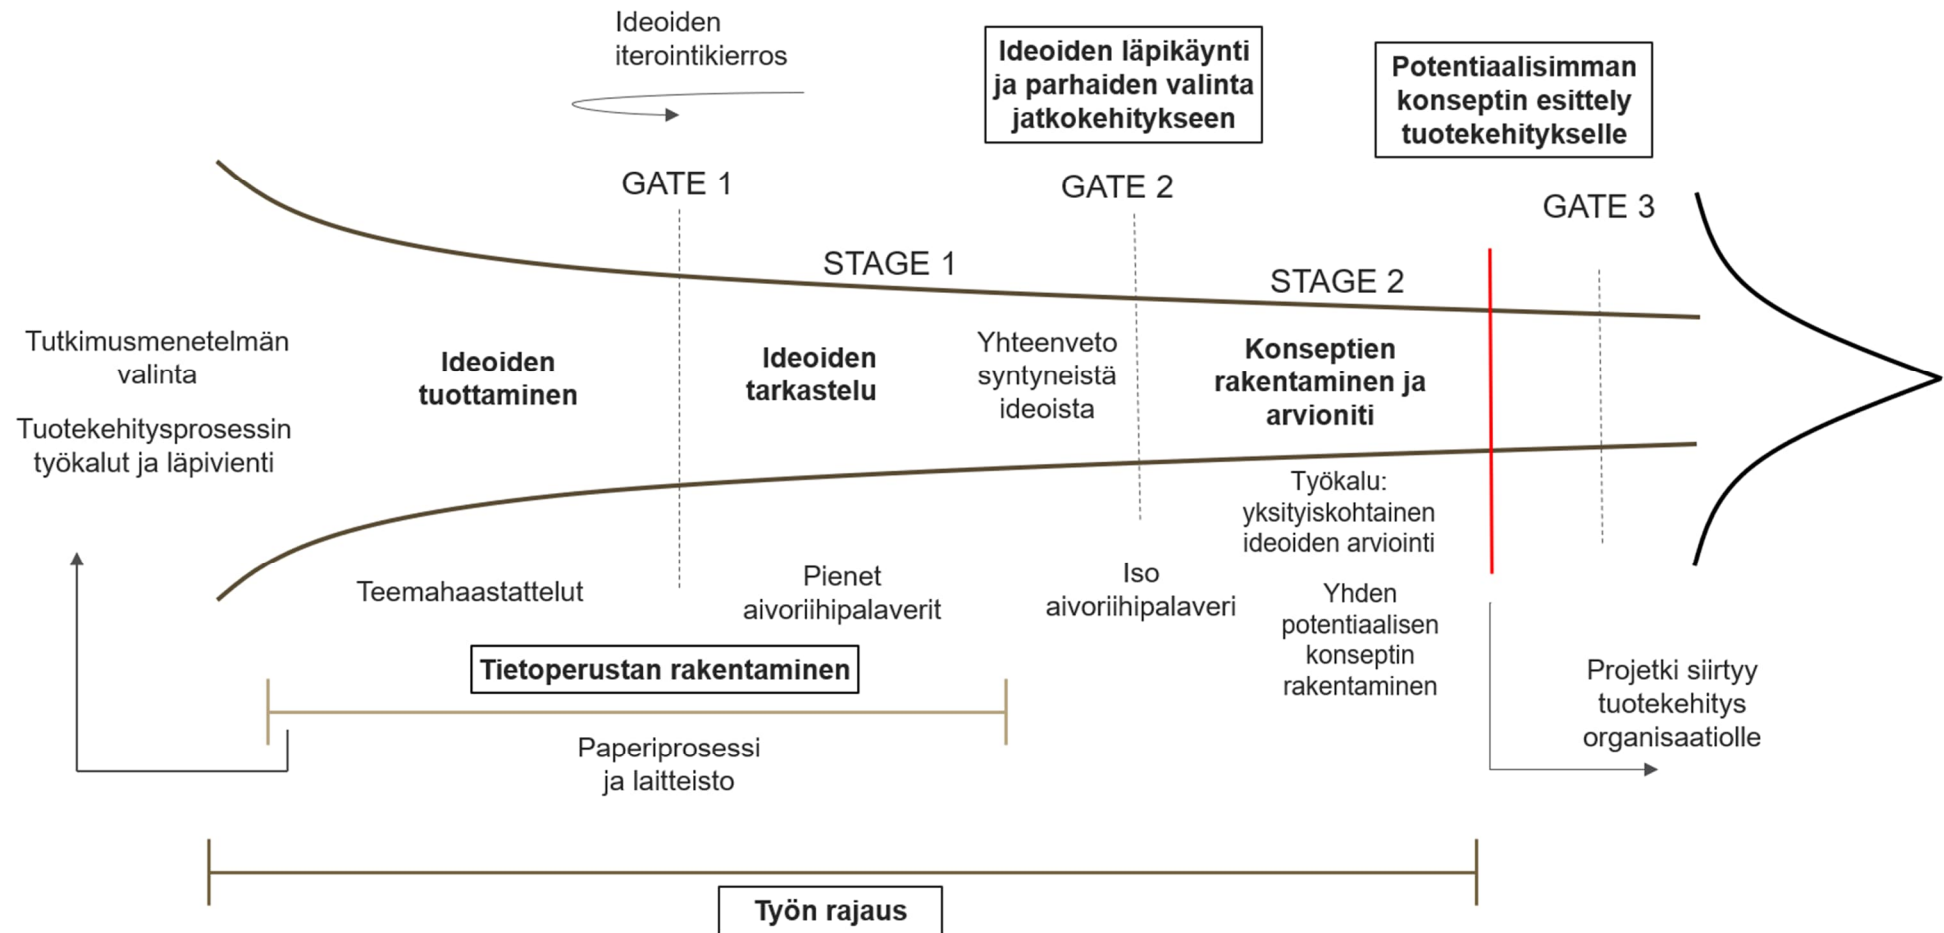 Ideoiden
iterointikierros
Ideoiden läpikäynti
ja parhaiden valinta
jatkokehitykseen
Potentiaalisimman
konseptin esittely
tuotekehitykselle
GATE 1
GATE 2
GATE 3
STAGE 1
STAGE 2
Tutkimusmenetelmän
valinta
Tuotekehitysprosessin
työkalut ja läpivienti
Ideoiden
tuottaminen
Ideoiden
tarkastelu
Yhteenveto
syntyneistä
ideoista
Konseptien
rakentaminen ja
arvioniti
Työkalu:
yksityiskohtainen
ideoiden arviointi
Teemahaastattelut
Pienet
aivoriihipalaverit
Iso
aivoriihipalaveri
Yhden
potentiaalisen
konseptin
rakentaminen
Tietoperustan rakentaminen
Paperiprosessi
ja laitteisto
Projetki siirtyy
tuotekehitys
organisaatiolle
Työn rajaus